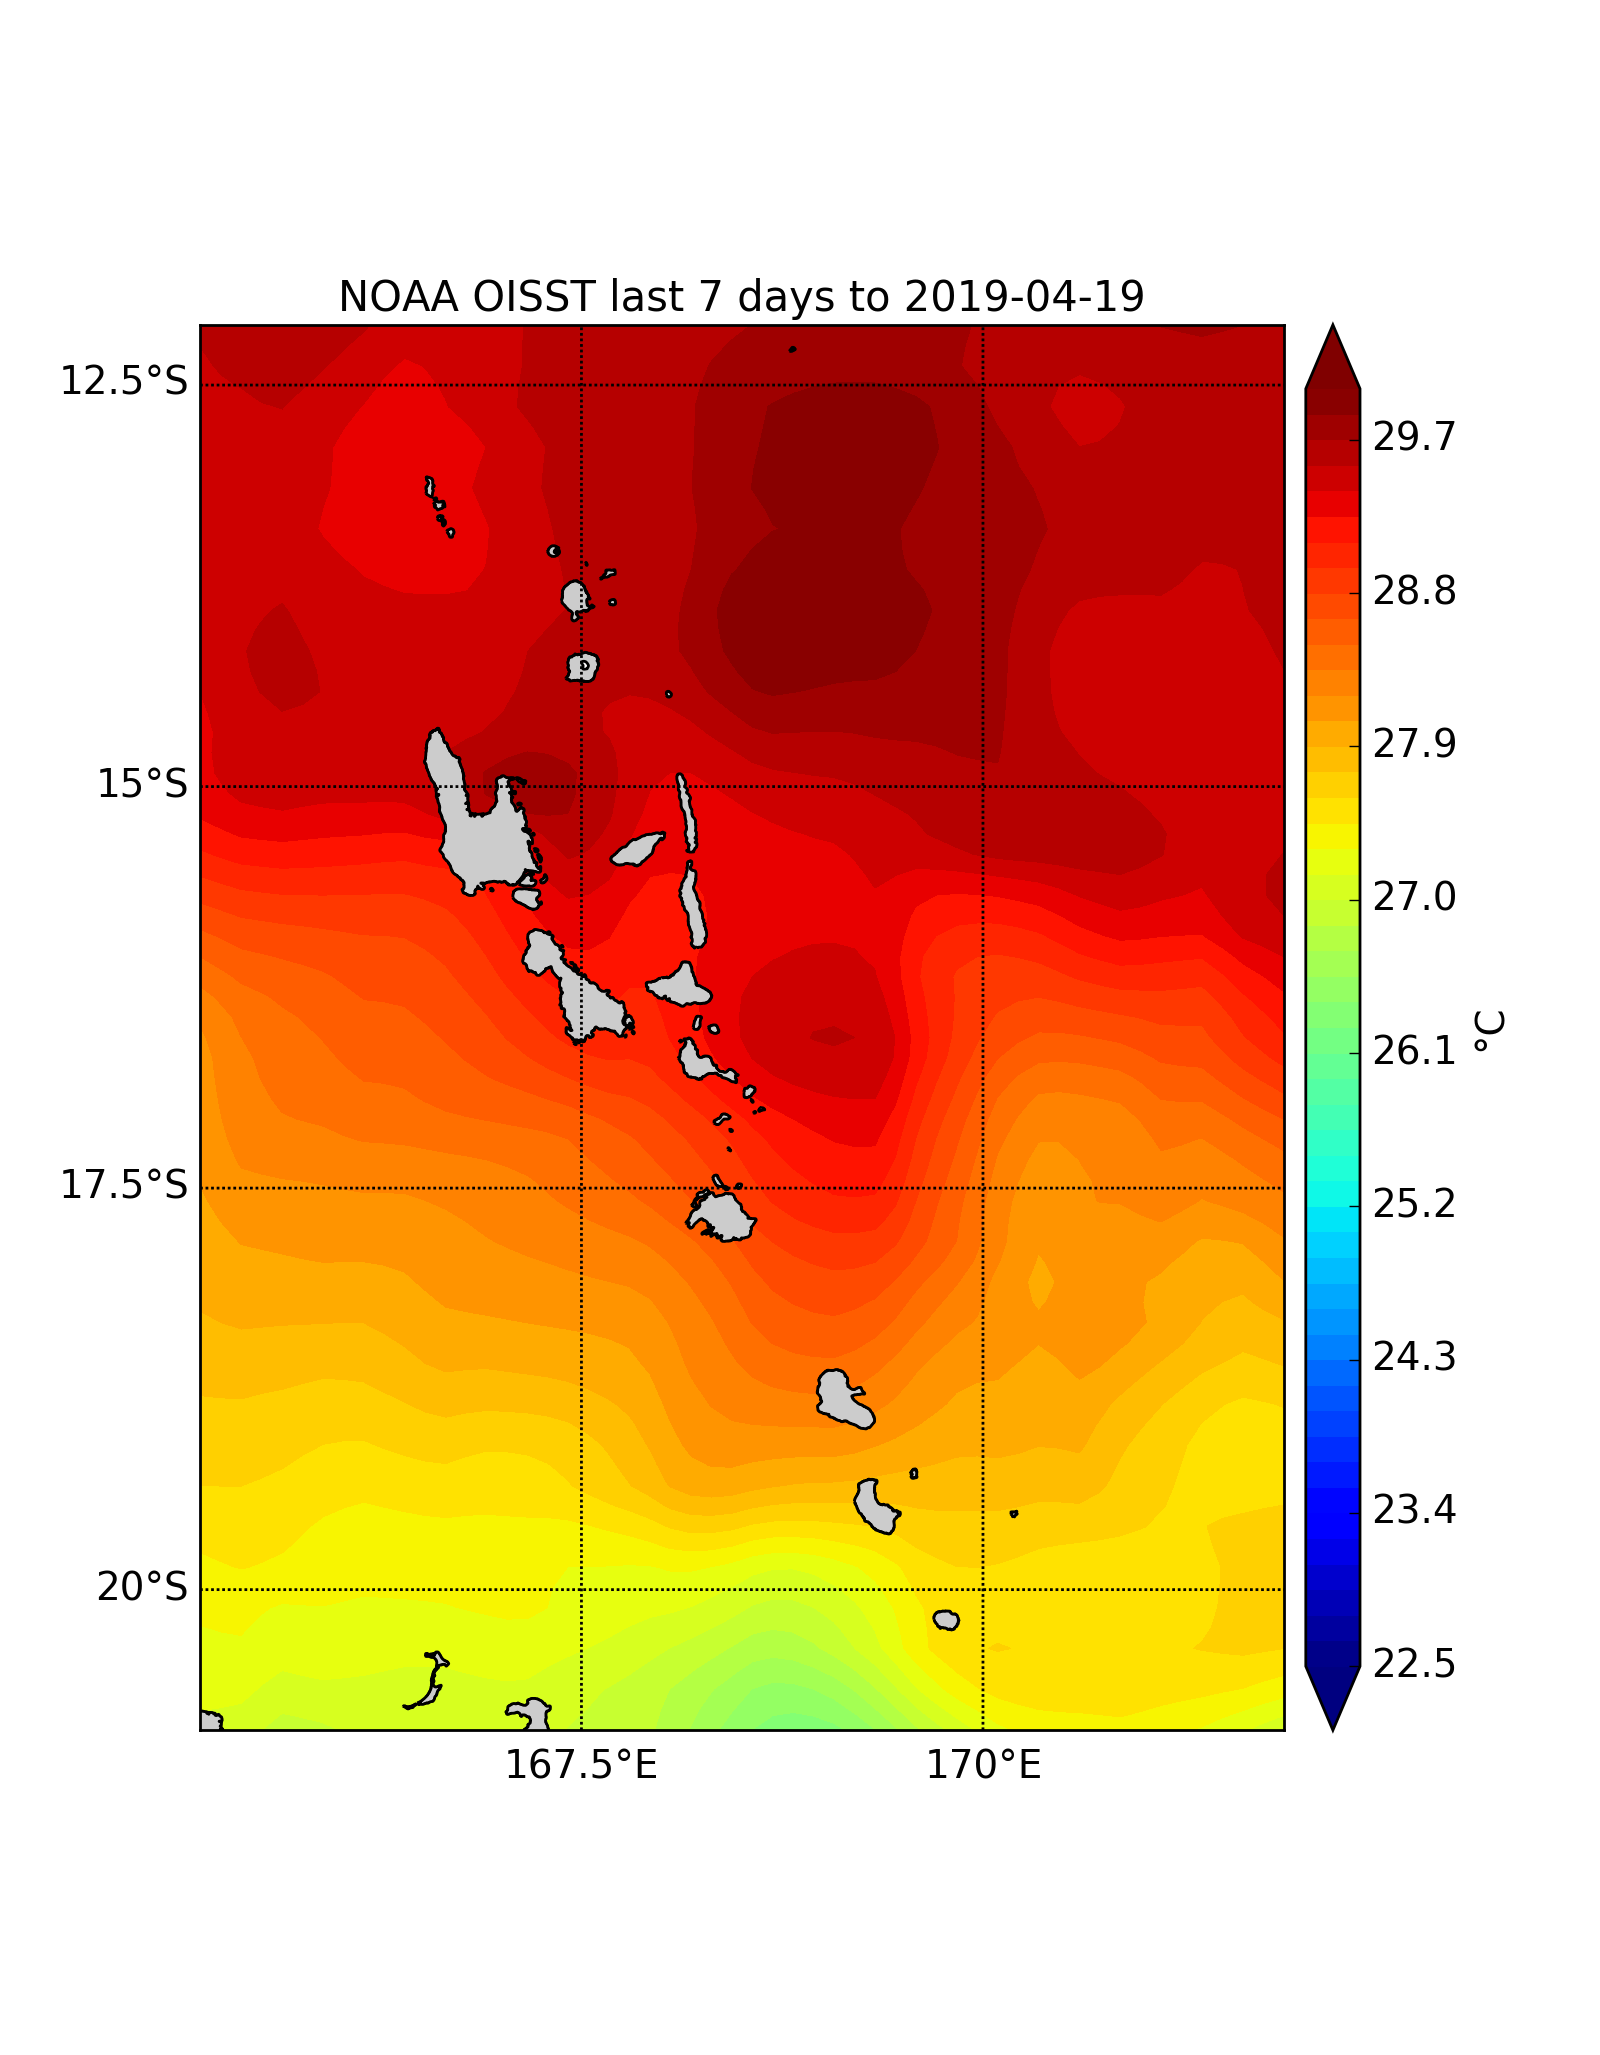 NOAA OISST last 7 days to 2019-04-19
12.5°S
15°S
17.5°S
20°S
167.5°E
170°E
29.7
28.8
27.9
27.0
26.1
25.2
24.3
23.4
22.5
°C